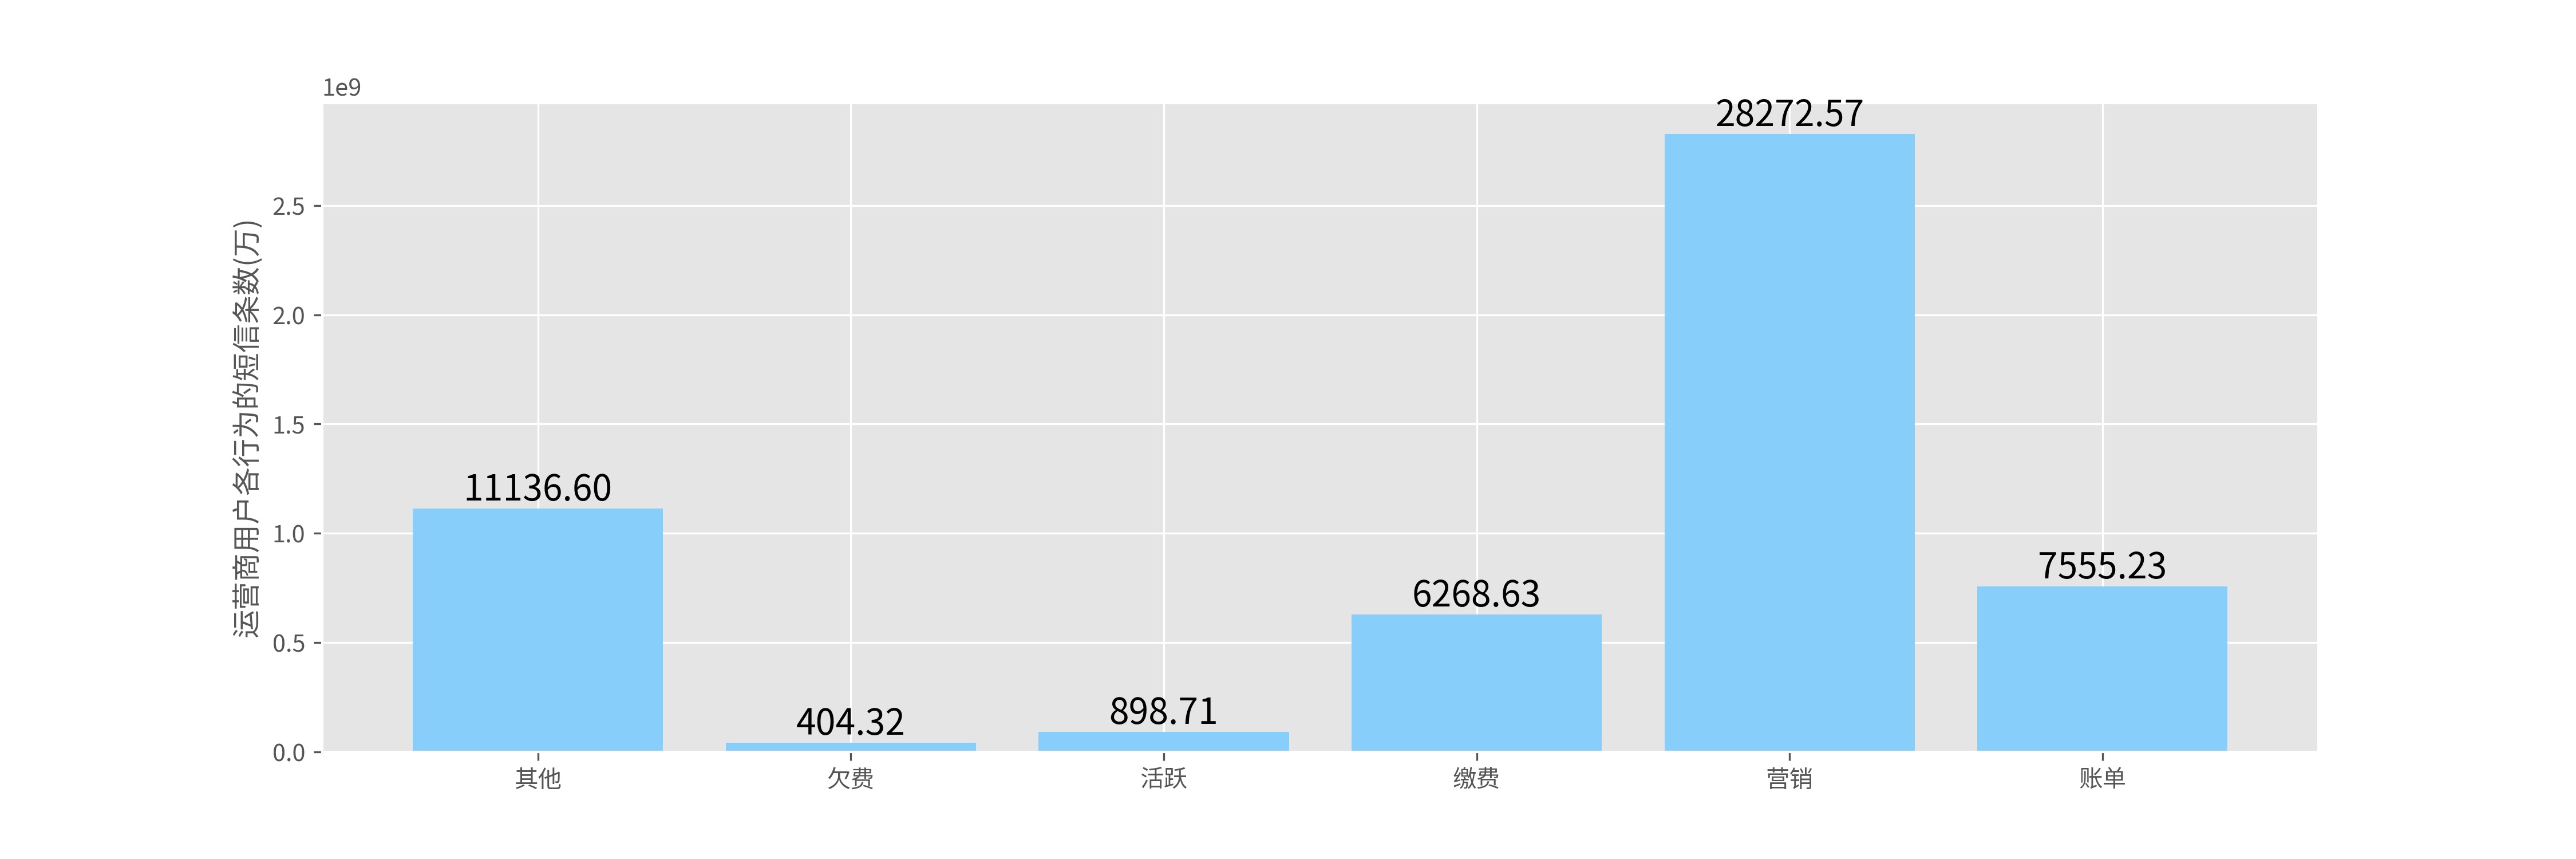 1e9
运营商用户各行为的短信条数(万)
2.5
2.0
1.5
1.0
0.5
0.0
11136.60
404.32
898.71
6268.63
28272.57
7555.23
其他
欠费
活跃
缴费
营销
账单